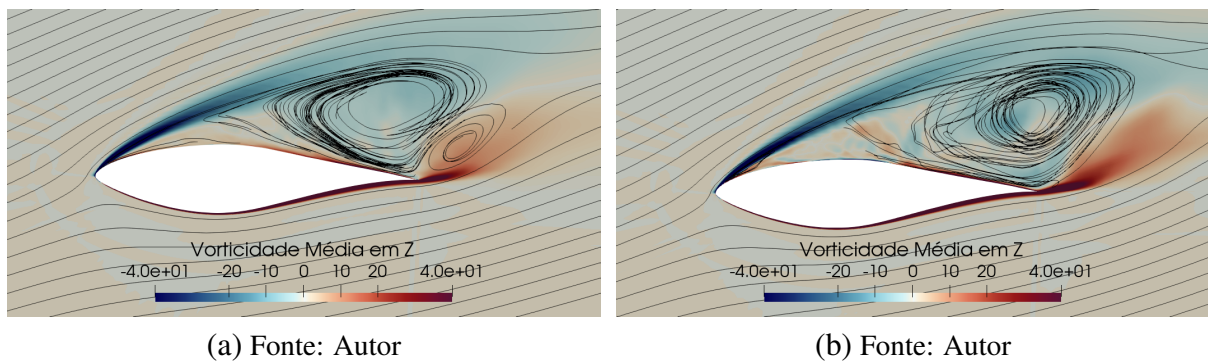 Vorticidade Média em Z
-4.0e+01 -20 -10 0 10 20 4.0e+01
(a) Fonte: Autor
Vorticidade Média em Z
-4.0e+01 -20 -10 0 10 20 4.0e+01
(b) Fonte: Autor